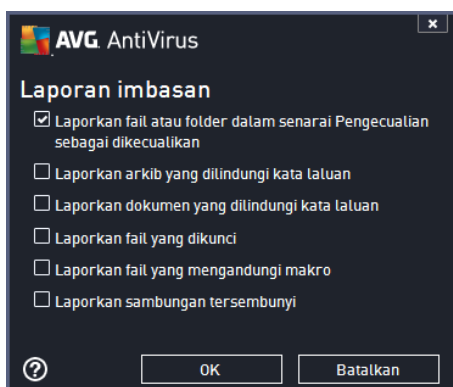 AVG. AntiVirus
Laporan imbasan
Laporkan fail atau folder dalam senarai Pengecualian
sebagai dikecualikan
Laporkan arkib yang dilindungi kata laluan
Laporkan dokumen yang dilindungi kata laluan
Laporkan fail yang dikunci
Laporkan fail yang mengandungi makro
Laporkan sambungan tersembunyi
? OK Batalkan